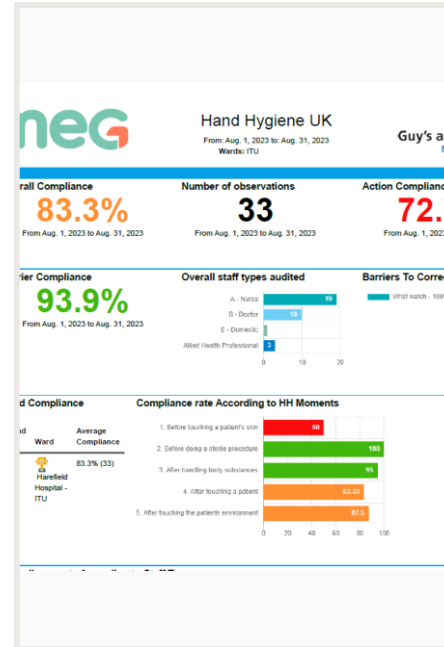 meg
Hand Hygiene UK
From: Aug. 1, 2023 to: Aug. 31, 2023
Wards: ITU
Guy's a
rall Compliance
83.3%
From Aug. 1, 2023 to Aug. 31, 2023
Number of observations
33
From Aug. 1, 2023 to Aug. 31, 2023
Action Complianc
72.
From Aug. 1, 202
rier Compliance
93.9%
From Aug. 1, 2023 to Aug. 31, 2023
Overall staff types audited
A - Nurse
19
B - Doctor
10
E - Domestic
Allied Health Professional
3
0 10 20
Barriers To Corre
Wrist watch - 100
d Compliance
Ward
Average
Compliance
Harefield
Hospital -
ITU
83.3% (33)
Compliance rate According to HH Moments
1. Before touching a patient's skin
50
2. Before doing a sterile procedure
100
3. After handling body substances
95
4. After touching a patient
83.33
5. After touching the patients environment
87.5
0 20 40 60 80 100